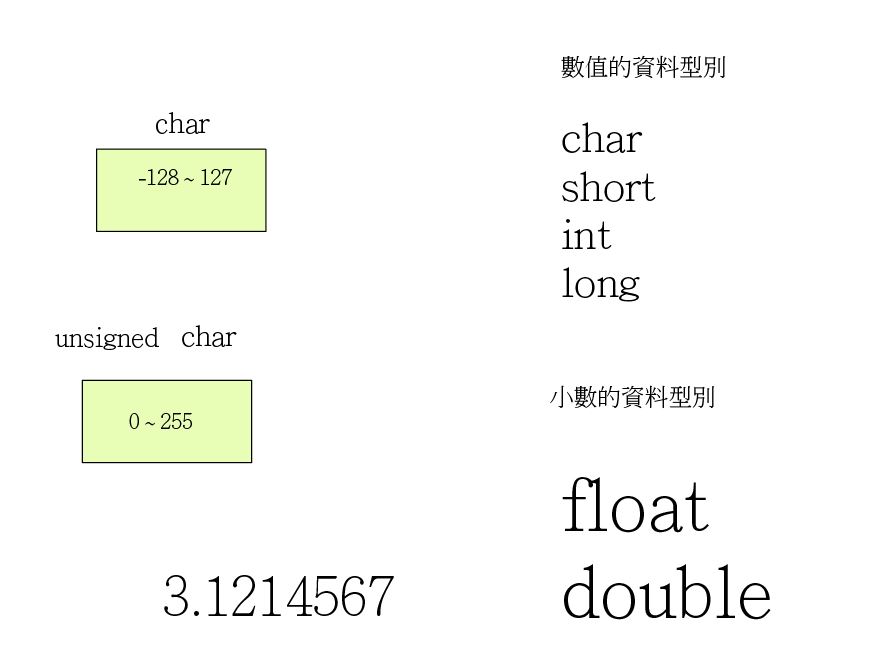 char
-128 ~ 127
unsigned char
0 ~ 255
3.1214567
數值的資料型別
char
short
int
long
小數的資料型別
float
double